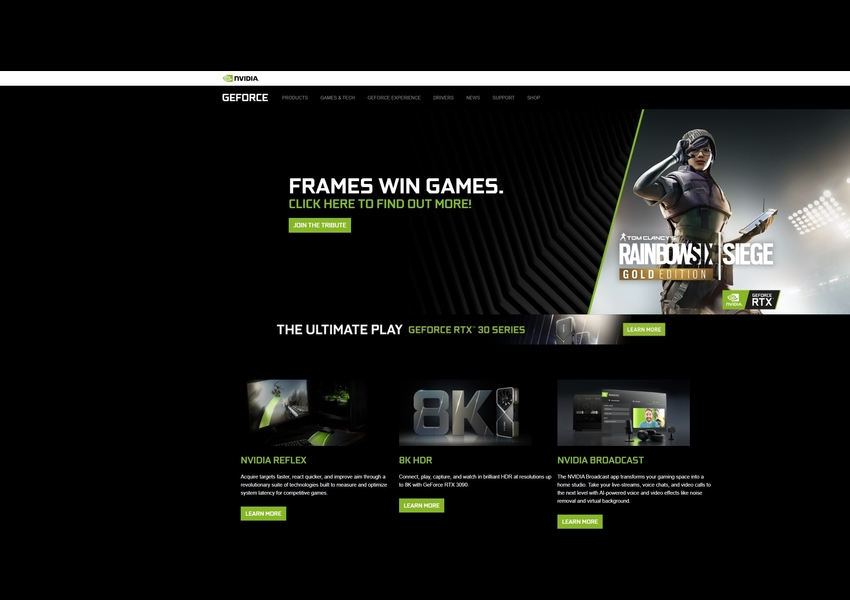 NVIDIA.
GEFORCE
PRODUCTS GAMES & TECH GEFORCE EXPERIENCE DRIVERS NEWS SUPPORT SHOP
FRAMES WIN GAMES.
CLICK HERE TO FIND OUT MORE!
JOIN THE TRIBUTE
TOM CLANCY'S
RAINBOW SIX | SIEGE
GOLD EDITION
NVIDIA. GEFORCE
RTX
THE ULTIMATE PLAY GEFORCE RTX™ 30 SERIES LEARN MORE
8K
NVIDIA REFLEX
Acquire targets faster, react quicker, and improve aim through a
revolutionary suite of technologies built to measure and optimize
system latency for competitive games.
LEARN MORE
8K HDR
Connect, play, capture, and watch in brilliant HDR at resolutions up
to 8K with GeForce RTX 3090.
LEARN MORE
NVIDIA BROADCAST
The NVIDIA Broadcast app transforms your gaming space into a
home studio. Take your live-streams, voice chats, and video calls to
the next level with AI-powered voice and video effects like noise
removal and virtual background.
LEARN MORE